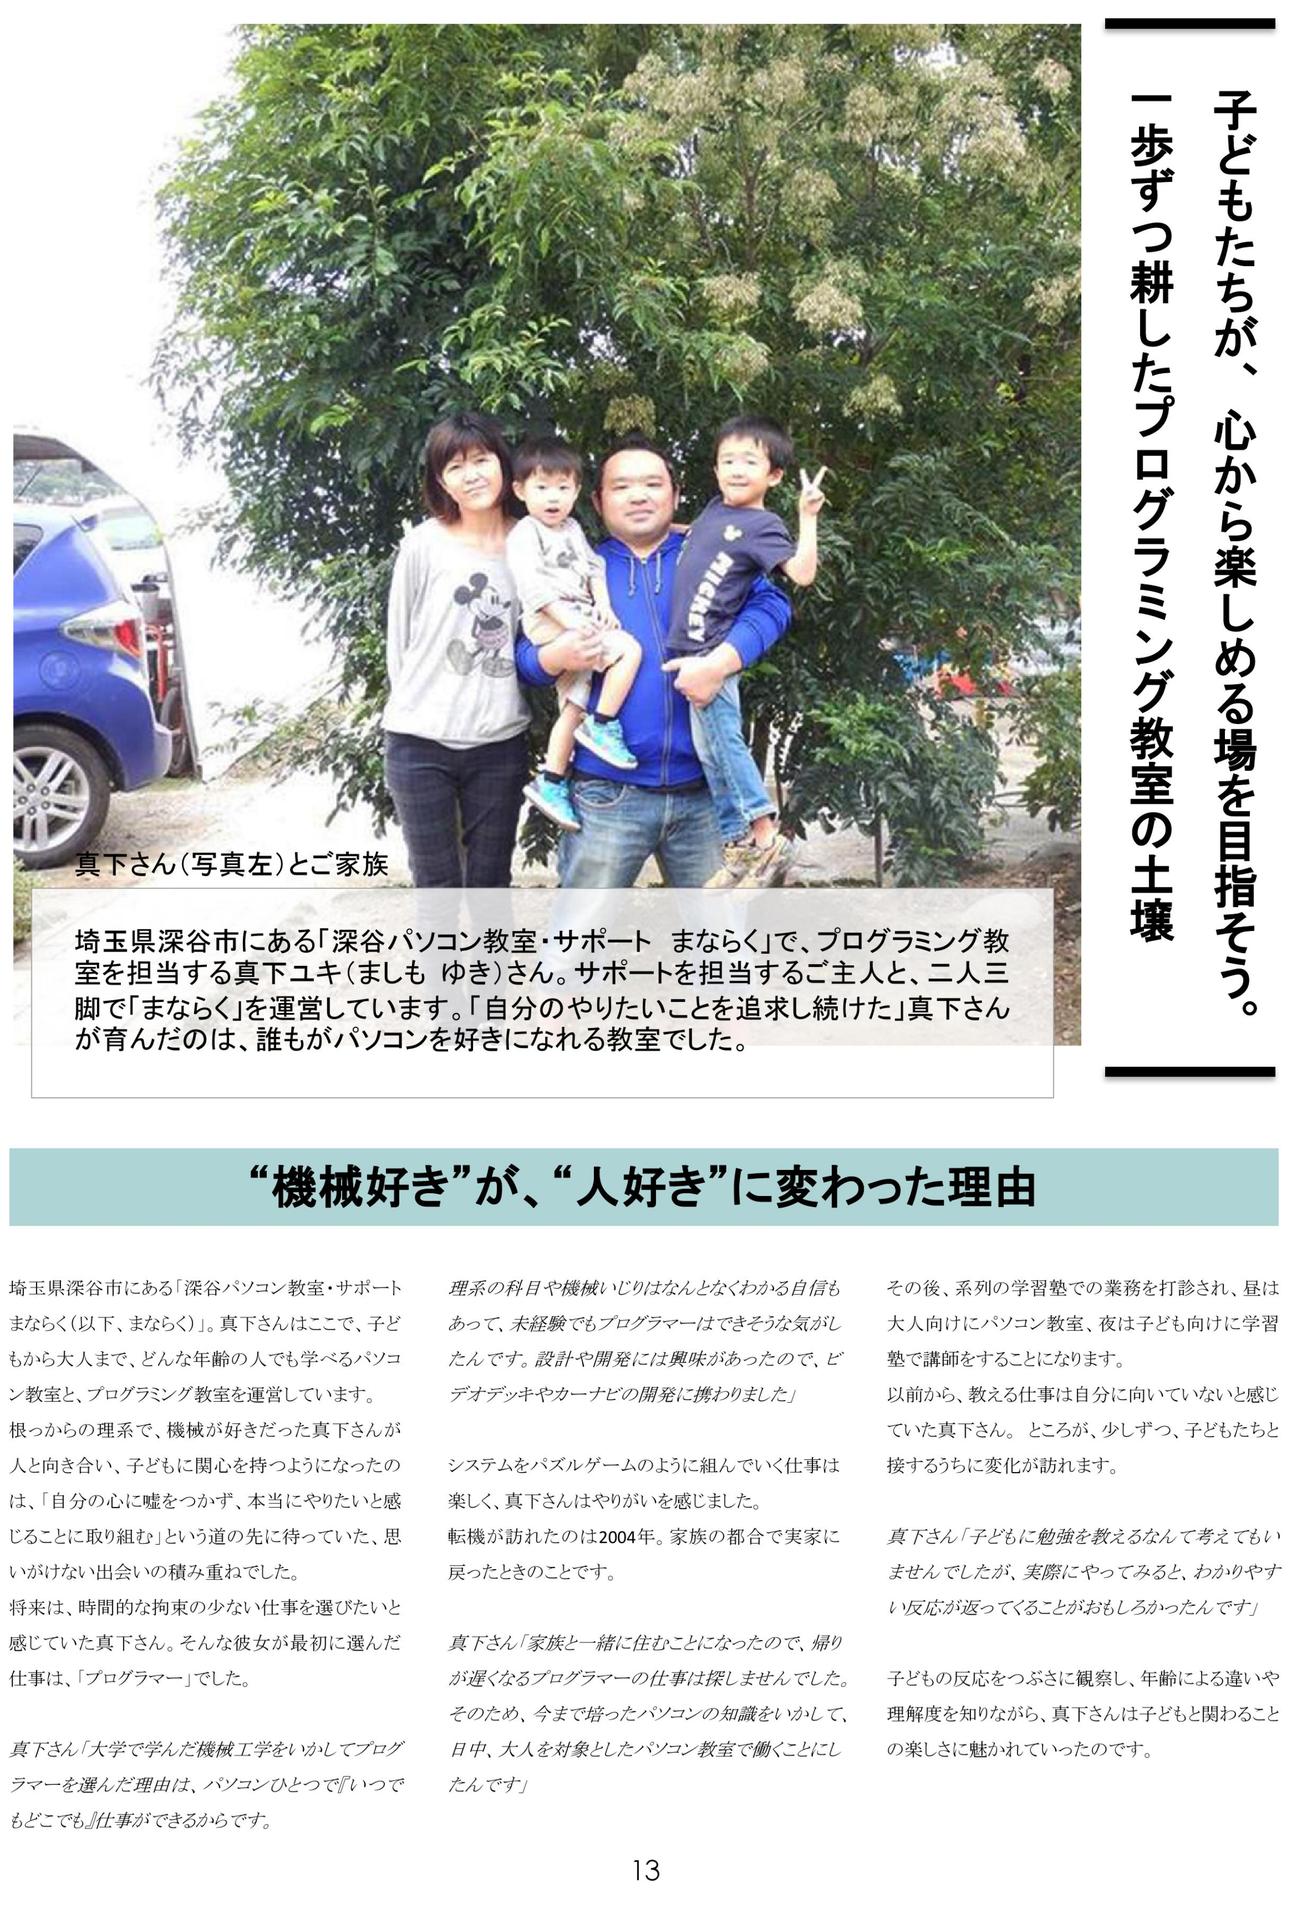 子どもたちが、心から楽しめる場を目指そう。
一歩ずつ耕したプログラミング教室の土壌
MICKEY
真下さん（写真左）とご家族
埼玉県深谷市にある「深谷パソコン教室・サポート　まならく」で、プログラミング教
室を担当する真下ユキ（ましも ゆき）さん。サポートを担当するご主人と、二人三
脚で「まならく」を運営しています。「自分のやりたいことを追求し続けた」真下さん
が育んだのは、誰もがパソコンを好きになれる教室でした。
“機械好き”が、“人好き”に変わった理由
埼玉県深谷市にある「深谷パソコン教室・サポート
まならく（以下、まならく）」。真下さんはここで、子ど
もから大人まで、どんな年齢の人でも学べるパソコ
ン教室と、プログラミング教室を運営しています。
根っからの理系で、機械が好きだった真下さんが
人と向き合い、子どもに関心を持つようになったの
は、「自分の心に嘘をつかず、本当にやりたいと感
じることに取り組む」という道の先に待っていた、思
いがけない出会いの積み重ねでした。
将来は、時間的な拘束の少ない仕事を選びたいと
感じていた真下さん。そんな彼女が最初に選んだ
仕事は、「プログラマー」でした。
真下さん「大学で学んだ機械工学をいかしてプログ
ラマーを選んだ理由は、パソコンひとつで『いつで
もどこでも』仕事ができるからです。
理系の科目や機械いじりはなんとなくわかる自信も
あって、未経験でもプログラマーはできそうな気がし
たんです。設計や開発には興味があったので、ビ
デオデッキやカーナビの開発に携わりました」
システムをパズルゲームのように組んでいく仕事は
楽しく、真下さんはやりがいを感じました。
転機が訪れたのは2004年。家族の都合で実家に
戻ったときのことです。
真下さん「家族と一緒に住むことになったので、帰り
が遅くなるプログラマーの仕事は探しませんでした。
そのため、今まで培ったパソコンの知識をいかして、
日中、大人を対象としたパソコン教室で働くことにし
たんです」
その後、系列の学習塾での業務を打診され、昼は
大人向けにパソコン教室、夜は子ども向けに学習
塾で講師をすることになります。
以前から、教える仕事は自分に向いていないと感じ
ていた真下さん。 ところが、少しずつ、子どもたちと
接するうちに変化が訪れます。
真下さん「子どもに勉強を教えるなんて考えてもい
ませんでしたが、実際にやってみると、わかりやす
い反応が返ってくることがおもしろかったんです」
子どもの反応をつぶさに観察し、年齢による違いや
理解度を知りながら、真下さんは子どもと関わること
の楽しさに魅かれていったのです。
13